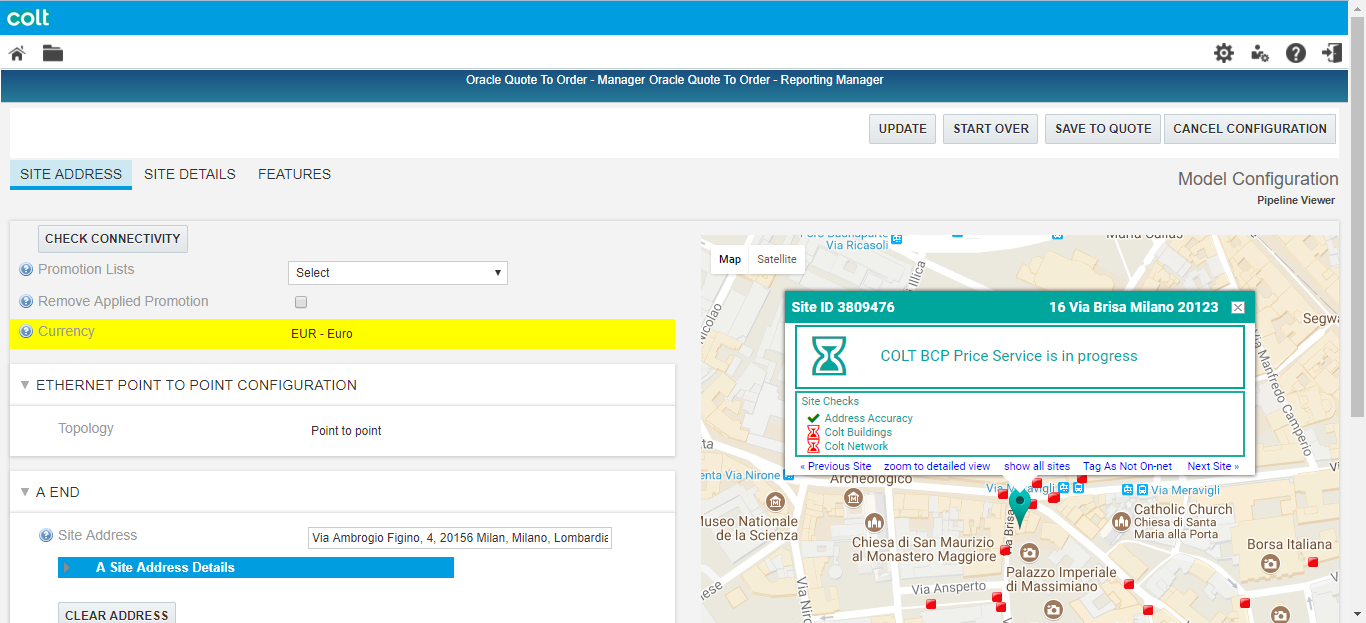 colt
Oracle Quote To Order - Manager Oracle Quote To Order - Reporting Manager
UPDATE
START OVER
SAVE TO QUOTE
CANCEL CONFIGURATION
SITE ADDRESS
SITE DETAILS
FEATURES
Model Configuration
Pipeline Viewer
CHECK CONNECTIVITY
Promotion Lists
Select
Remove Applied Promotion
Currency
EUR - Euro
ETHERNET POINT TO POINT CONFIGURATION
Topology
Point to point
A END
Site Address
Via Ambrogio Figino, 4, 20156 Milan, Milano, Lombardia
A Site Address Details
CLEAR ADDRESS
Via Ricasoli
Map
Satellite
Site ID 3809476
16 Via Brisa Milano 20123
COLT BCP Price Service is in progress
Site Checks
Address Accuracy
Colt Buildings
Colt Network
« Previous Site
zoom to detailed view
show all sites
Tag As Not On-net
Next Site »
Via Manfredo Camperio
Archeologico
Via Meravigli
Via Meravigli
Museo Nationale
de la Scienza
Chiesa di San Maurizio
al Monastero Maggiore
Via Brisa
Catholic Church
Chiesa di Santa
Maria alla Porta
Borsa Italiana
Palazzo Imperiale
di Massimiano
Via Ansperto